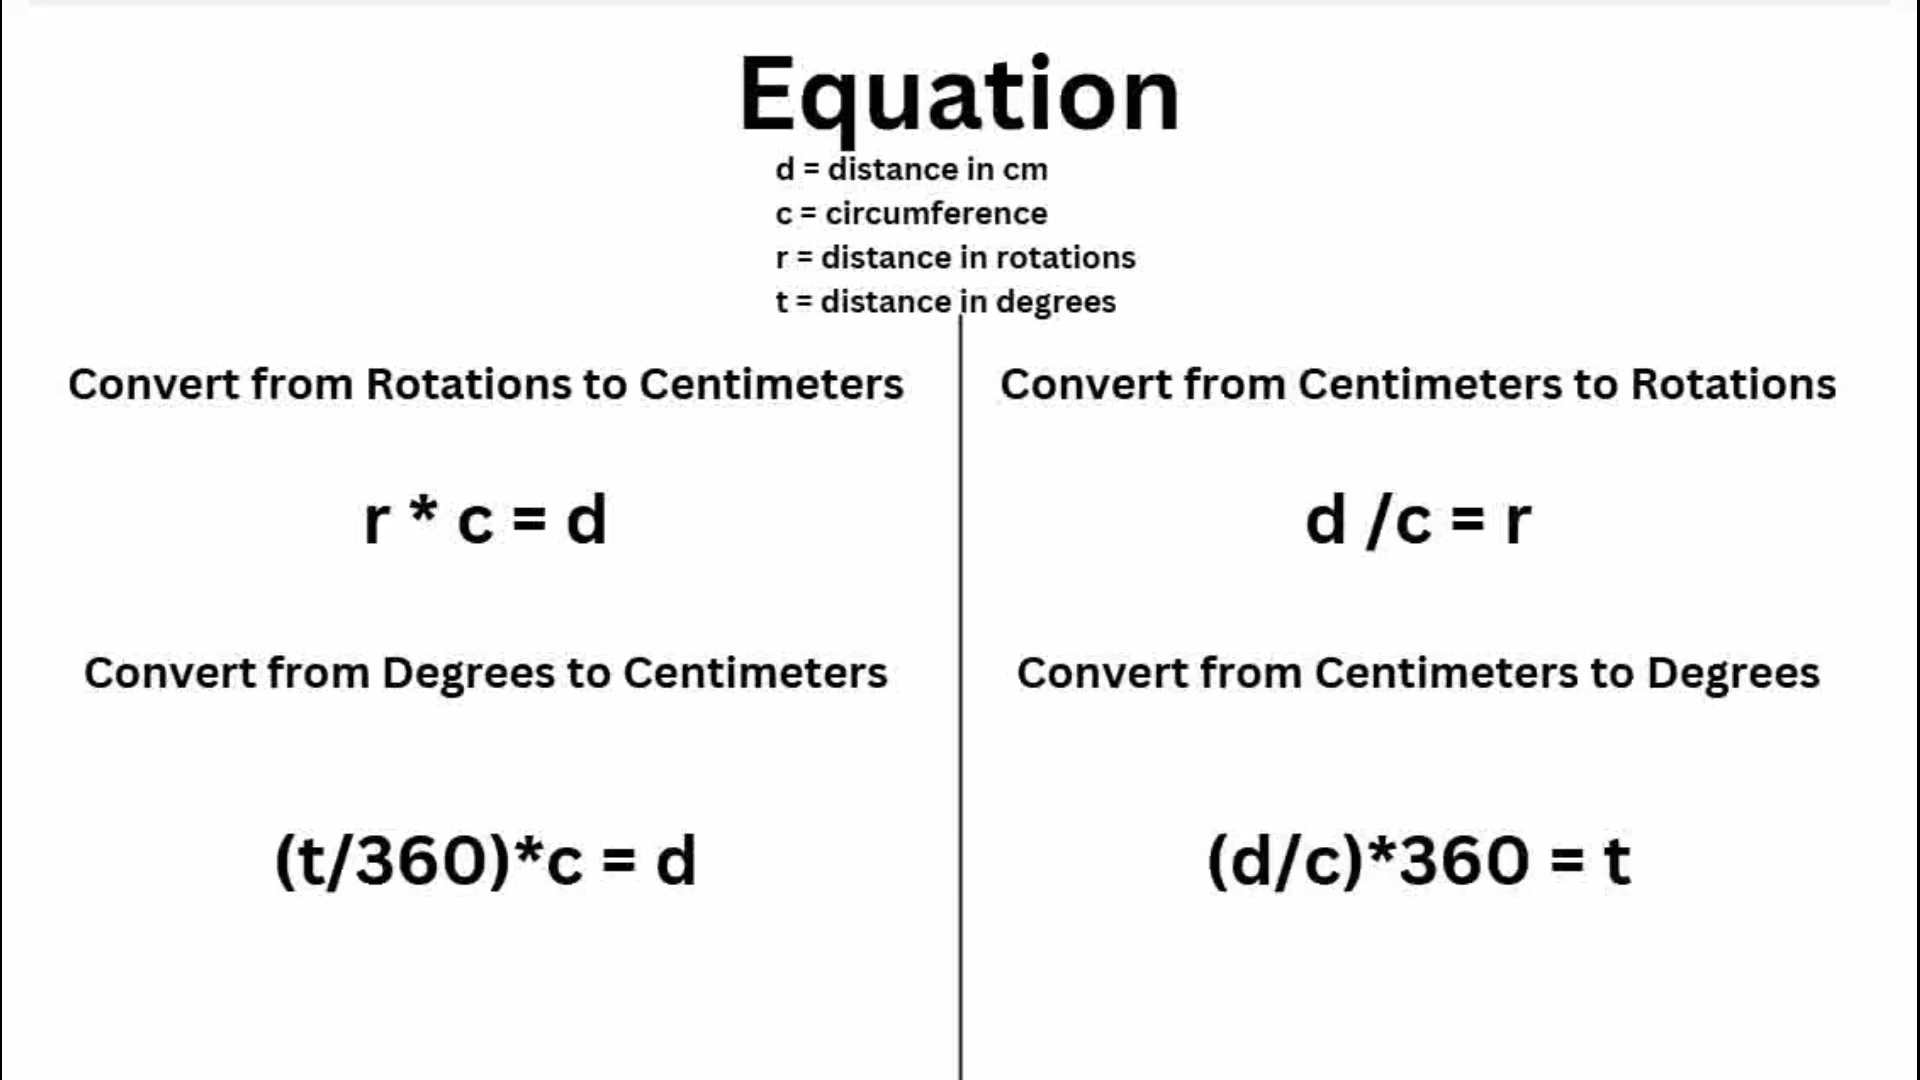 Equation
d = distance in cm
c = circumference
r = distance in rotations
t = distance in degrees
Convert from Rotations to Centimeters
r * c = d
Convert from Degrees to Centimeters
(t/360)*c = d
Convert from Centimeters to Rotations
d /c = r
Convert from Centimeters to Degrees
(d/c)*360 = t